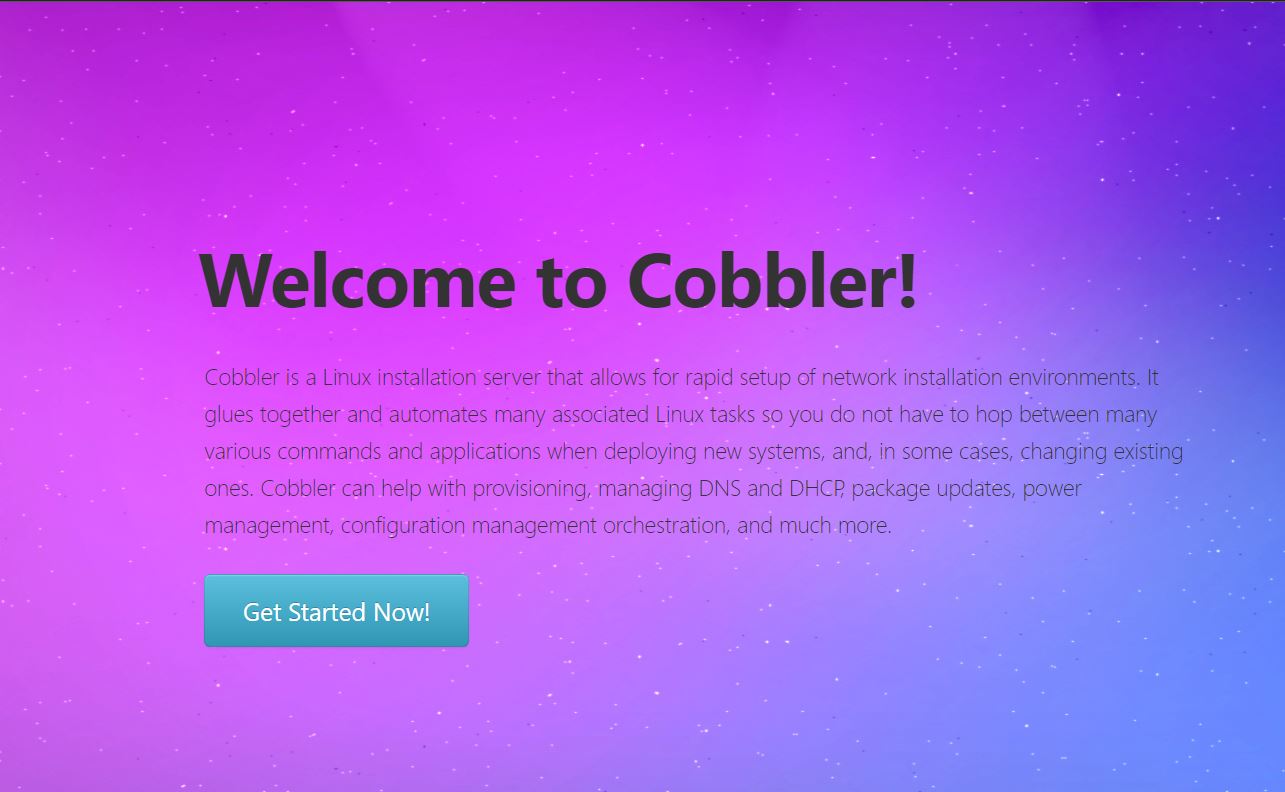 Welcome to Cobbler!
Cobbler is a Linux installation server that allows for rapid setup of network installation environments. It
glues together and automates many associated Linux tasks so you do not have to hop between many
various commands and applications when deploying new systems, and, in some cases, changing existing
ones. Cobbler can help with provisioning, managing DNS and DHCP, package updates, power
management, configuration management orchestration, and much more.
Get Started Now!